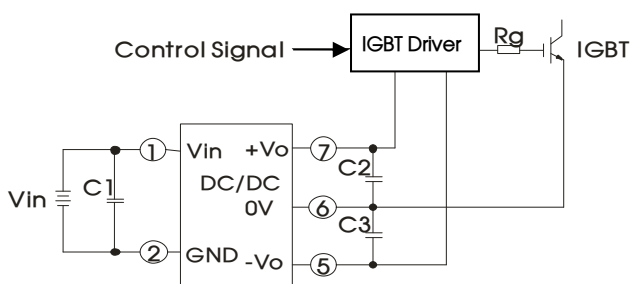 Control Signal
IGBT Driver
Rg
IGBT
Vin
C1
1
Vin
+Vo
7
C2
DC/DC
0V
6
C3
2
GND
-Vo
5